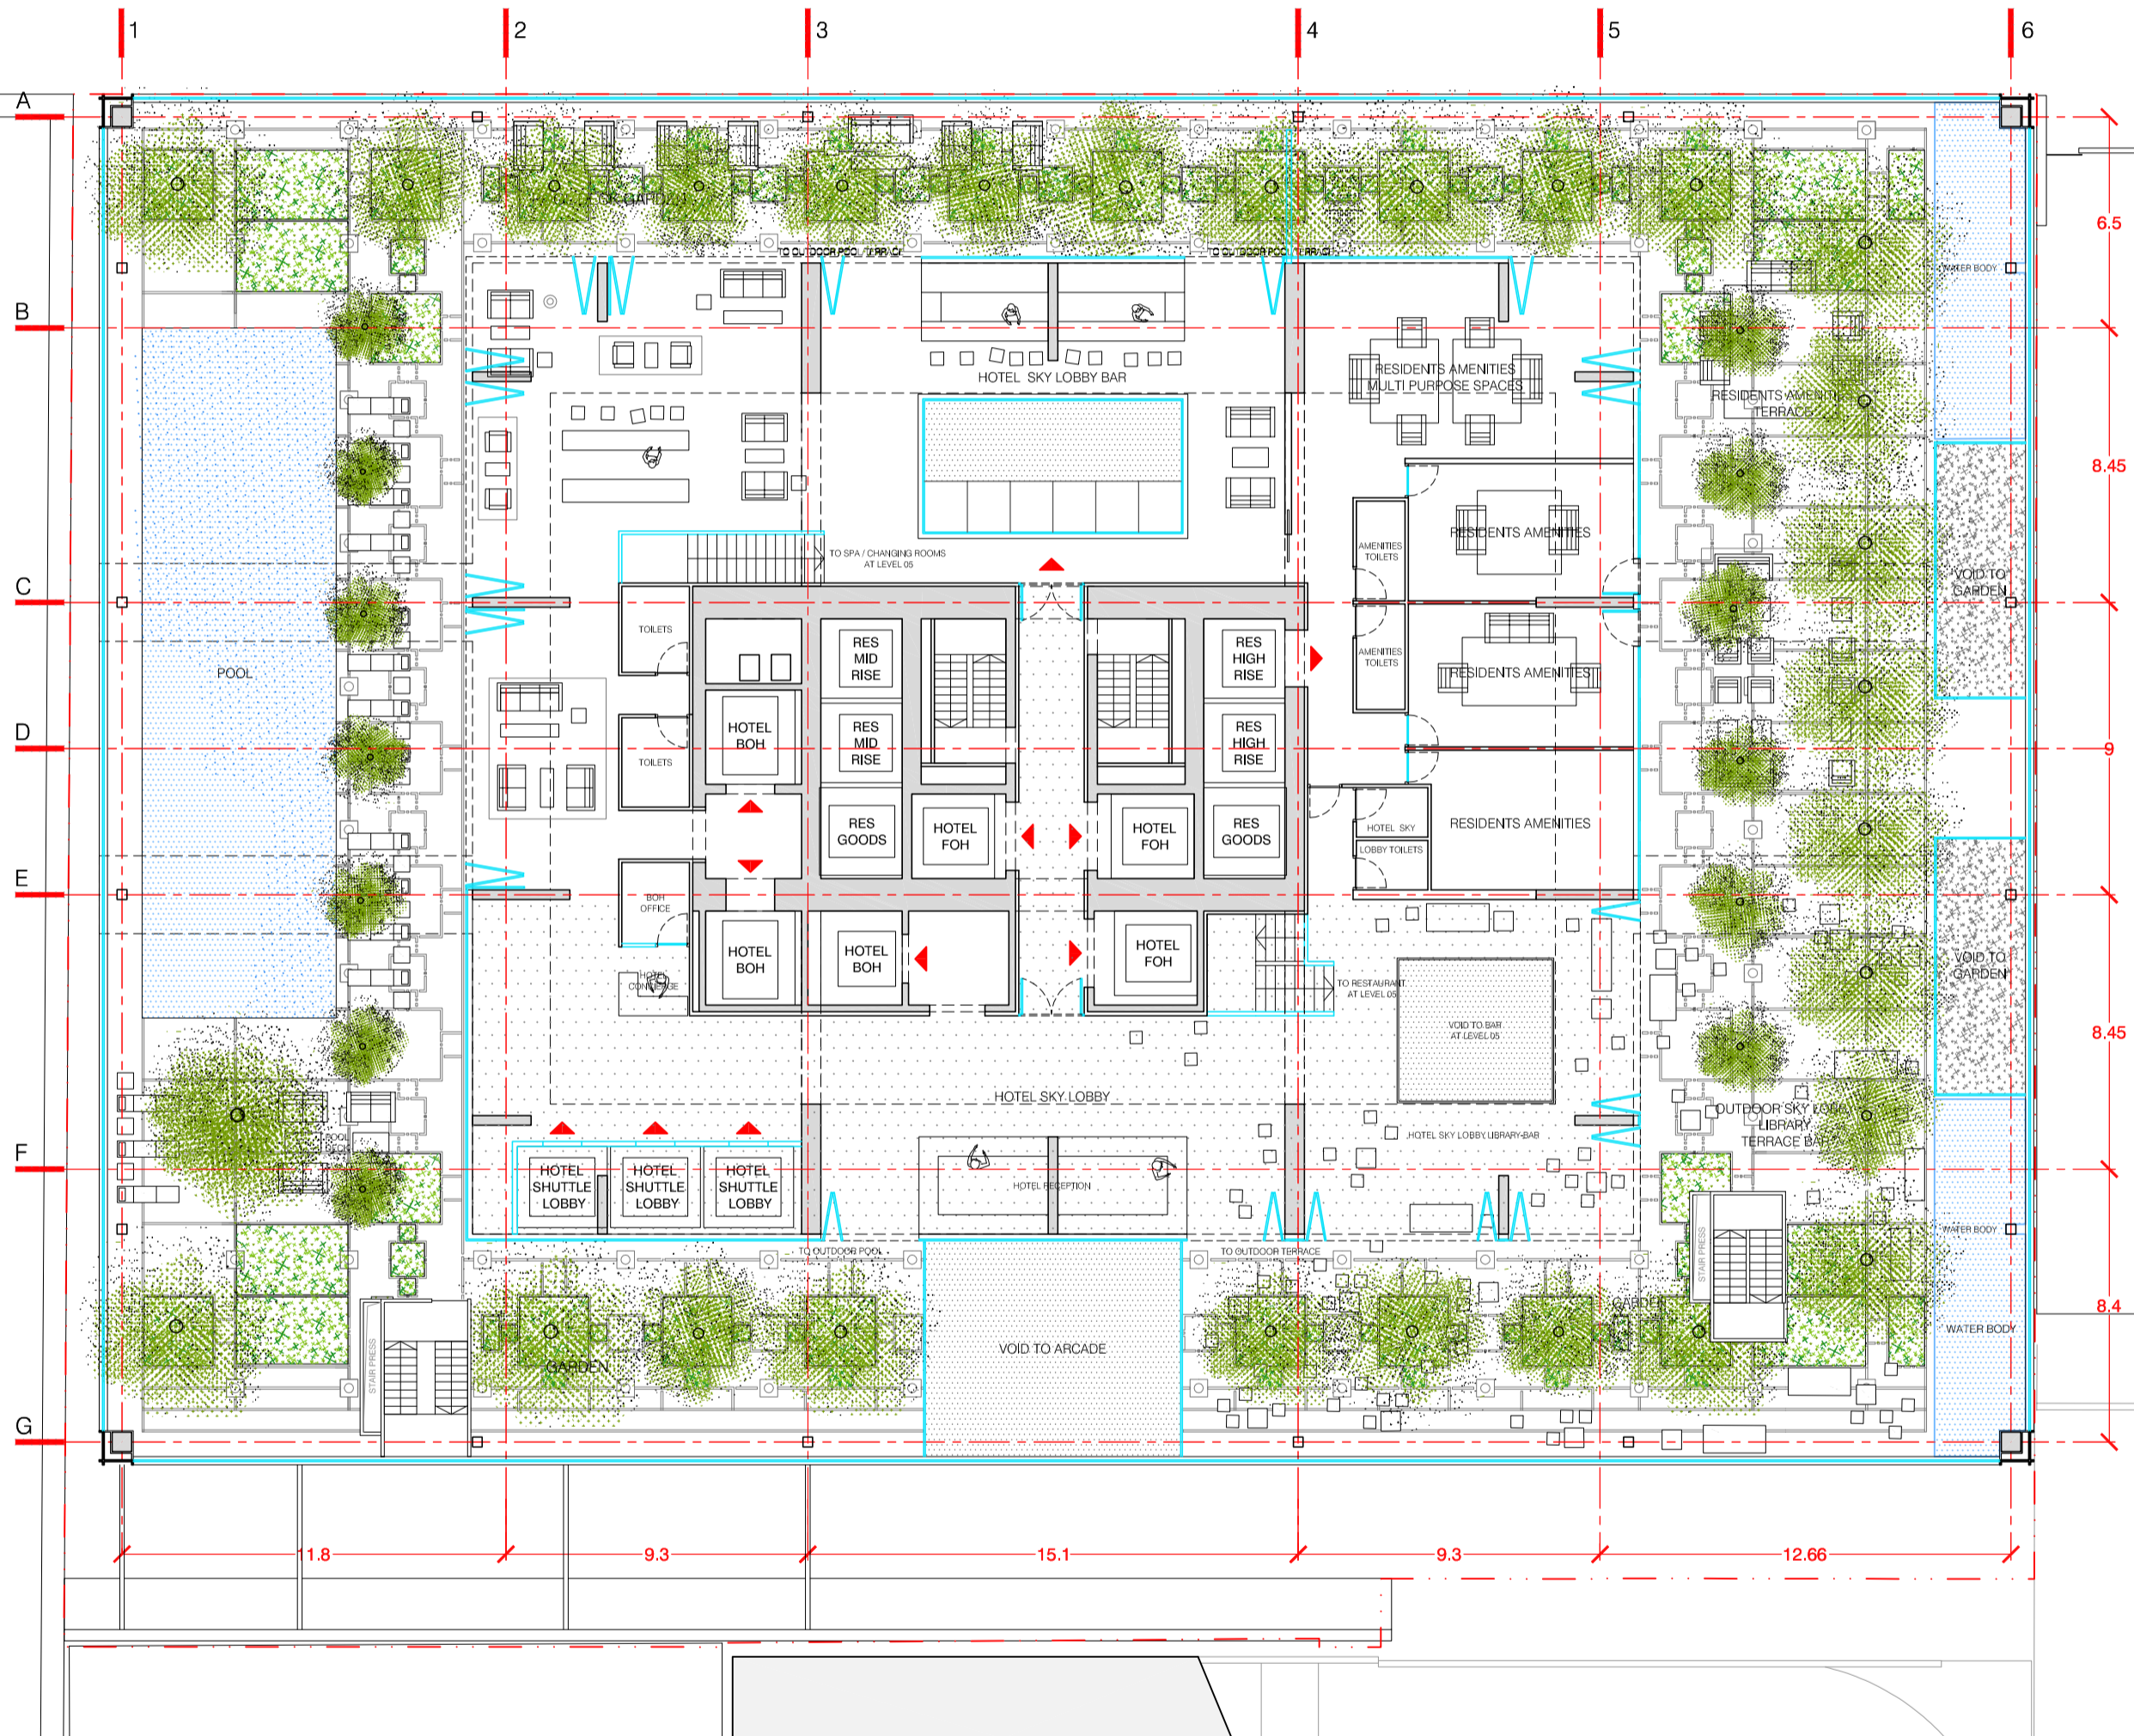 1
2
3
4
5
6
A
6.5
TO OUTDOOR POOL TERRACE
TO OUTDOOR POOL TERRACE
WATER BODY
B
HOTEL SKY LOBBY BAR
RESIDENTS AMENITIES
MULTI PURPOSE SPACES
TERRACE
8.45
RESIDENTS AMENITIES
AMENITIES
TOILETS
TO SPA / CHANGING ROOMS
AT LEVEL 05
VOID TO
GARDEN
C
TOILETS
RES
MID
RISE
RES
HIGH
RISE
AMENITIES
TOILETS
RESIDENTS AMENITIES
POOL
D
HOTEL
BOH
RES
MID
RISE
RES
HIGH
RISE
9
TOILETS
RES
GOODS
HOTEL
FOH
HOTEL
FOH
RES
GOODS
HOTEL SKY
LOBBY TOILETS
RESIDENTS AMENITIES
E
BOH
OFFICE
HOTEL
BOH
HOTEL
BOH
HOTEL
FOH
VOID TO
GARDEN
HOTEL
CONCIERGE
TO RESTAURANT
AT LEVEL 05
VOID TO BAR
AT LEVEL 05
8.45
HOTEL SKY LOBBY
OUTDOOR SKY LOBBY
LIBRARY
TERRACE BAR
HOTEL SKY LOBBY LIBRARY-BAR
F
HOTEL
SHUTTLE
LOBBY
HOTEL
SHUTTLE
LOBBY
HOTEL
SHUTTLE
LOBBY
HOTEL RECEPTION
WATER BODY
TO OUTDOOR POOL
TO OUTDOOR TERRACE
STAIR PRESS
8.4
GARDEN
WATER BODY
VOID TO ARCADE
STAIR PRESS
GARDEN
G
11.8
9.3
15.1
9.3
12.66